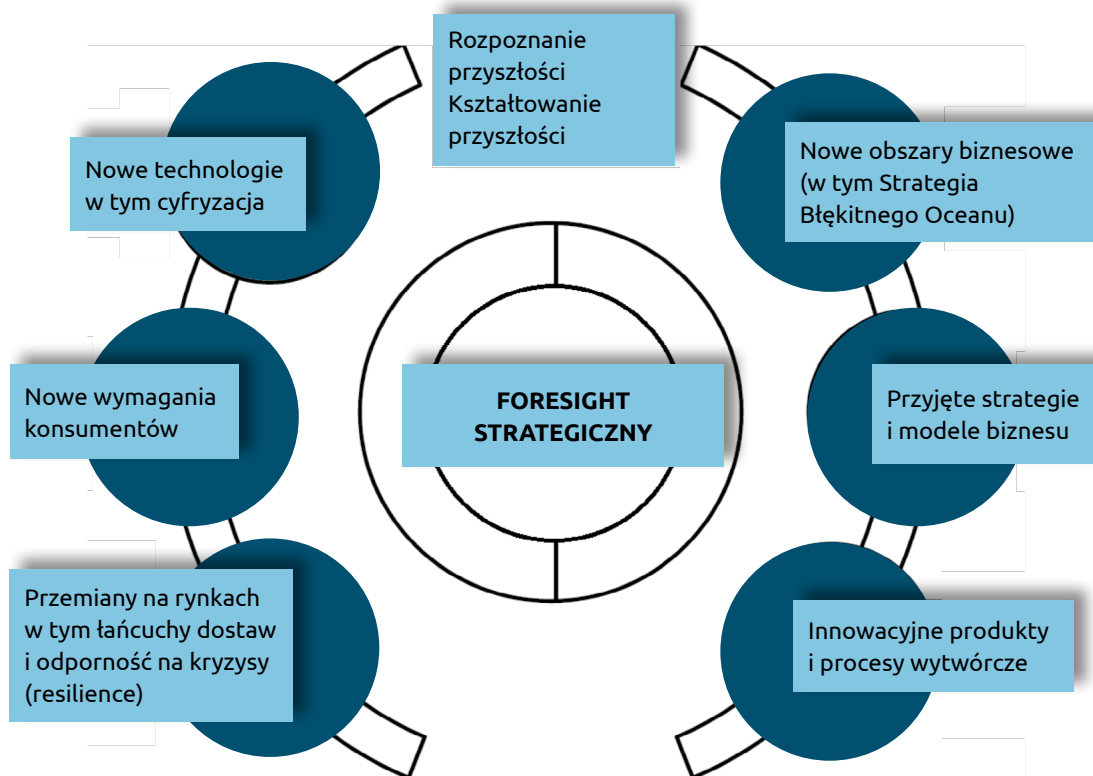 Rozpoznanie
przyszłości
Kształtowanie
przyszłości
Nowe technologie
w tym cyfryzacja
Nowe obszary biznesowe
(w tym Strategia
Błękitnego Oceanu)
Nowe wymagania
konsumentów
FORESIGHT
STRATEGICZNY
Przyjęte strategie
i modele biznesu
Przemiany na rynkach
w tym łańcuchy dostaw
i odporność na kryzysy
(resilience)
Innowacyjne produkty
i procesy wytwórcze